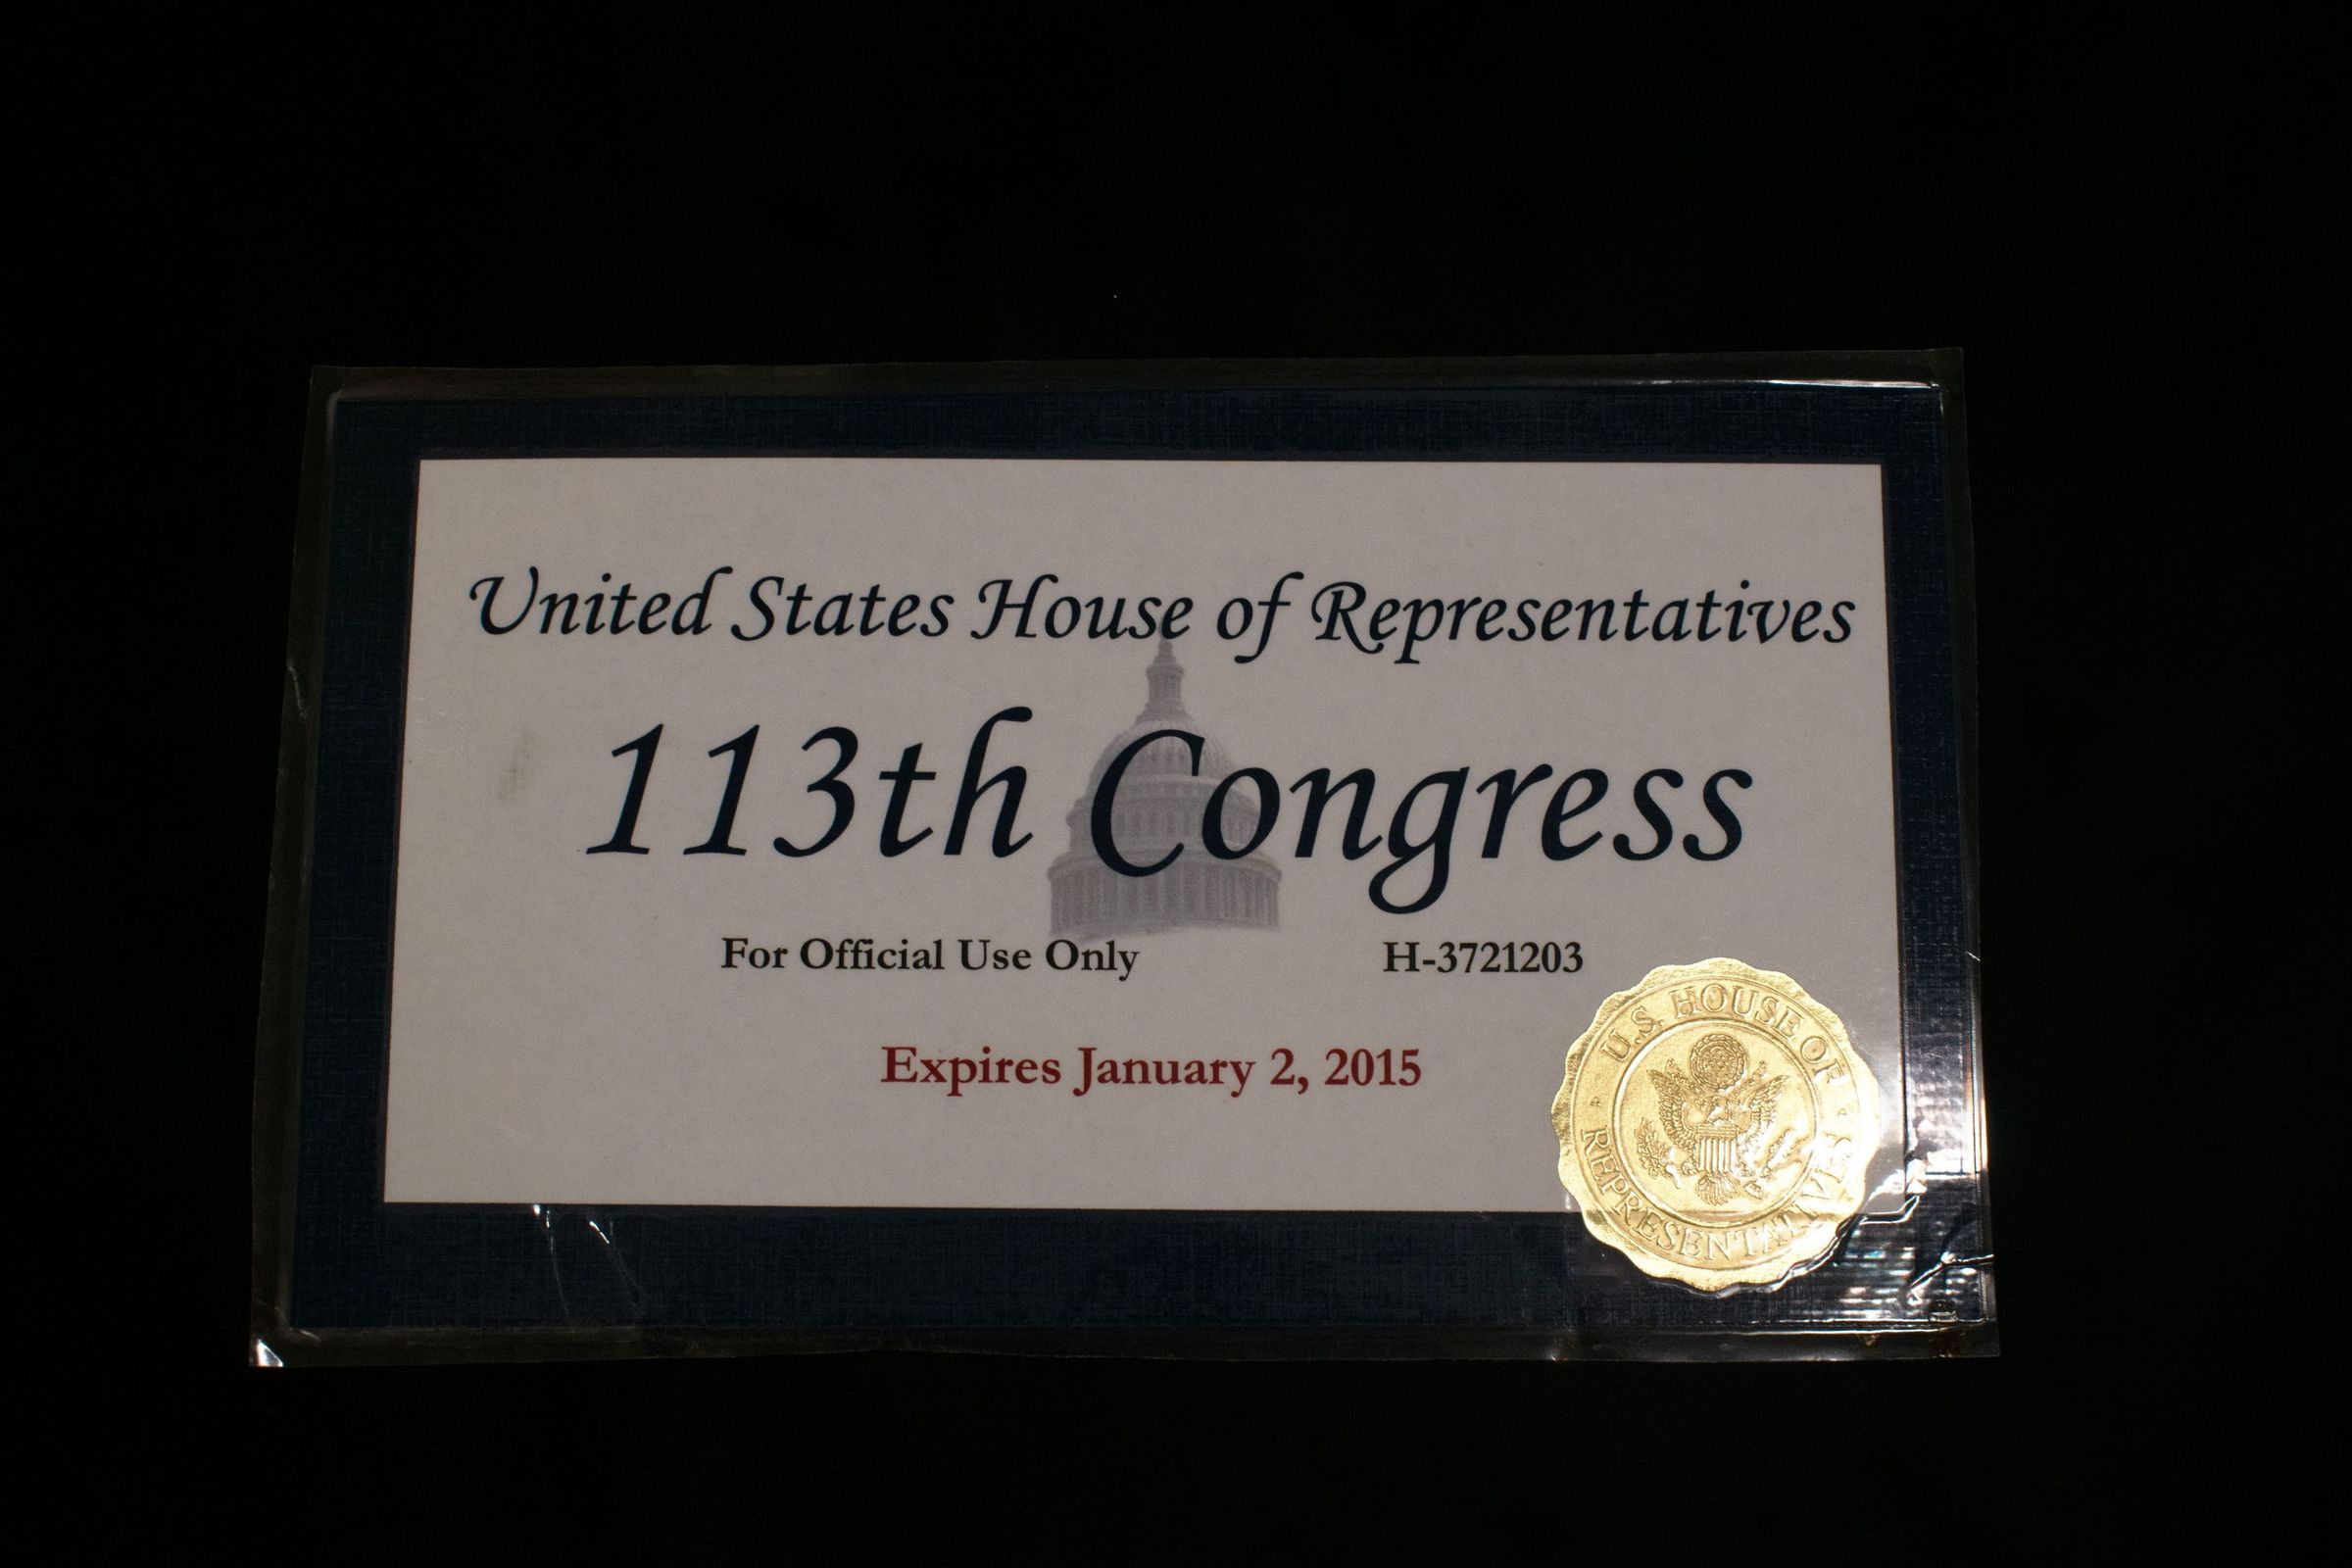 United States House of Representatives
113th Congress
For Official Use Only H-3721203
Expires January 2, 2015
U.S. HOUSE OF
REPRESENTATIVES